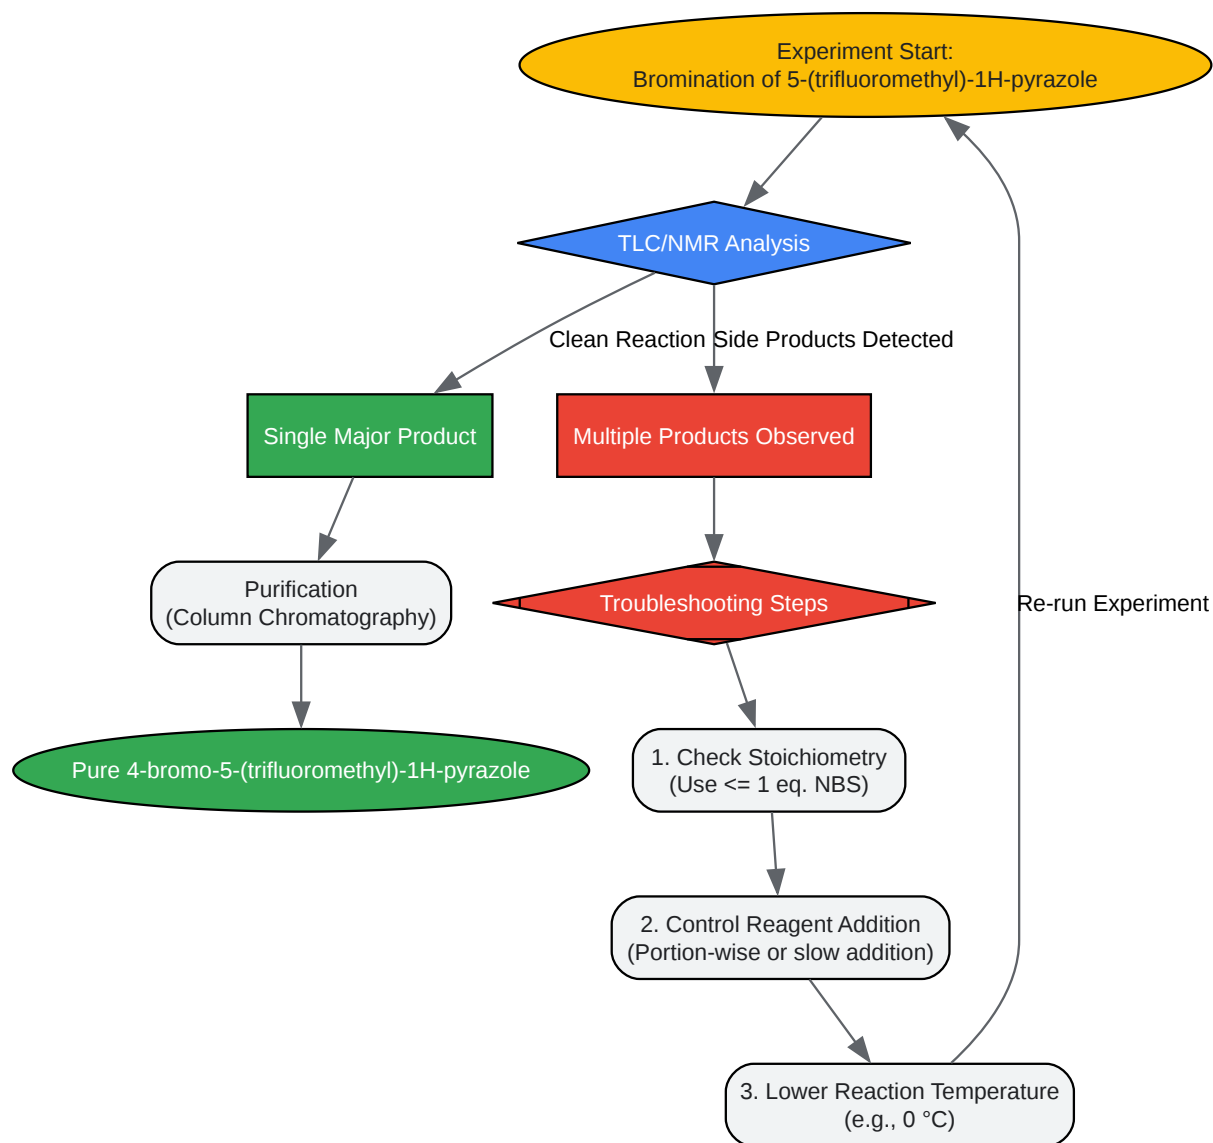 Experiment Start:
Bromination of 5-(trifluoromethyl)-1H-pyrazole
TLC/NMR Analysis
Clean Reaction
Side Products Detected
Single Major Product
Multiple Products Observed
Purification
(Column Chromatography)
Troubleshooting Steps
Re-run Experiment
Pure 4-bromo-5-(trifluoromethyl)-1H-pyrazole
1. Check Stoichiometry
(Use <= 1 eq. NBS)
2. Control Reagent Addition
(Portion-wise or slow addition)
3. Lower Reaction Temperature
(e.g., 0 °C)